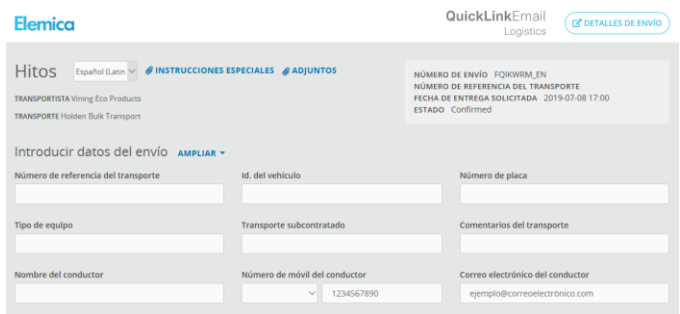 Elemica
QuickLinkEmail
Logistics
DETALLES DE ENVÍO
Hitos Español (Latin INSTRUCCIONES ESPECIALES ADJUNTOS
TRANSPORTISTA Vining Eco Products
TRANSPORTE Holden Bulk Transport
NÚMERO DE ENVÍO FQIKWRM_EN
NÚMERO DE REFERENCIA DEL TRANSPORTE
FECHA DE ENTREGA SOLICITADA 2019-07-08 17:00
ESTADO Confirmed
Introducir datos del envío AMPLIAR
Número de referencia del transporte Id. del vehículo Número de placa
Tipo de equipo Transporte subcontratado Comentarios del transporte
Nombre del conductor Número de móvil del conductor Correo electrónico del conductor
1234567890 ejemplo@correoelectrónico.com